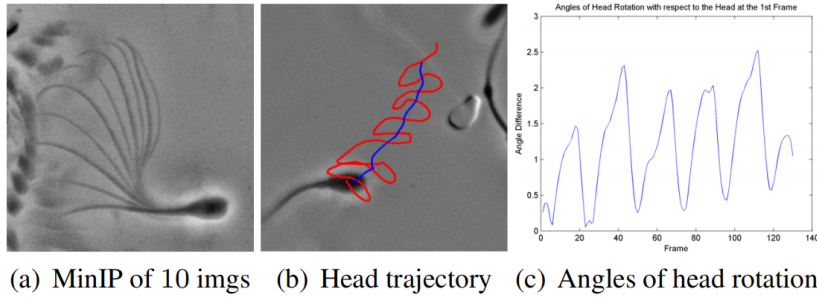 Angles of Head Rotation with respect to the Head at the 1st Frame
3
2.5
2
1.5
1
0.5
0
Angle Difference
0 20 40 60 80 100 120 140
Frame
(a) MinIP of 10 imgs (b) Head trajectory (c) Angles of head rotation